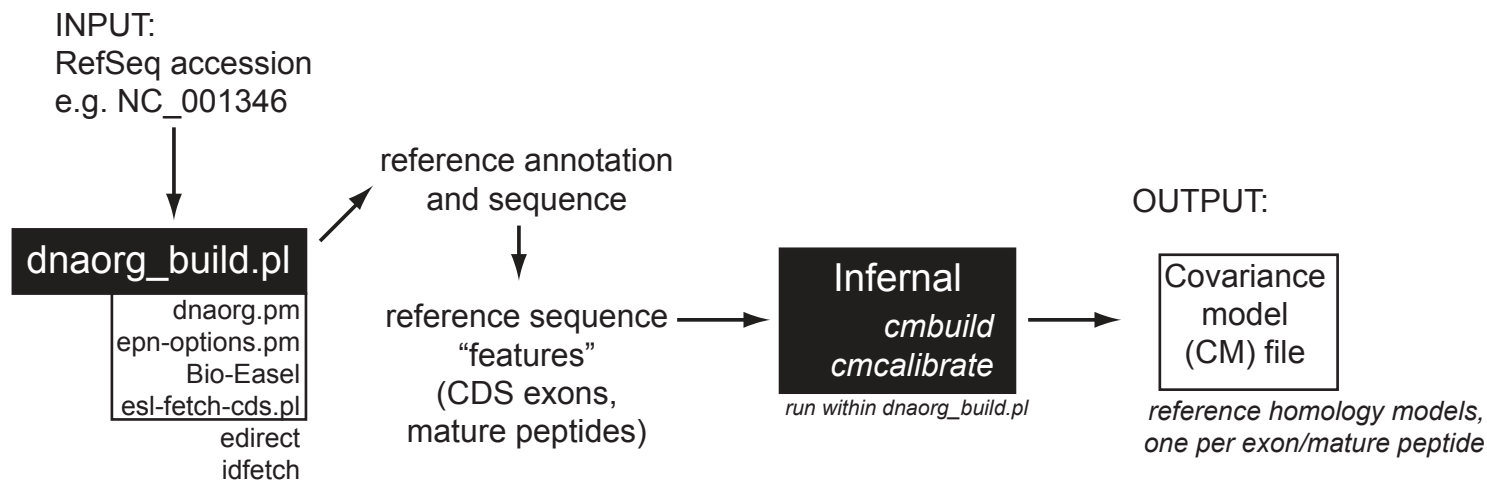 INPUT:
RefSeq accession
e.g. NC_001346
dnaorg_build.pl
dnaorg.pm
epn-options.pm
Bio-Easel
esl-fetch-cds.pl
edirect
idfetch
reference annotation
and sequence
reference sequence
“features”
(CDS exons,
mature peptides)
Infernal
cmbuild
cmcalibrate
run within dnaorg_build.pl
OUTPUT:
Covariance
model
(CM) file
reference homology models,
one per exon/mature peptide